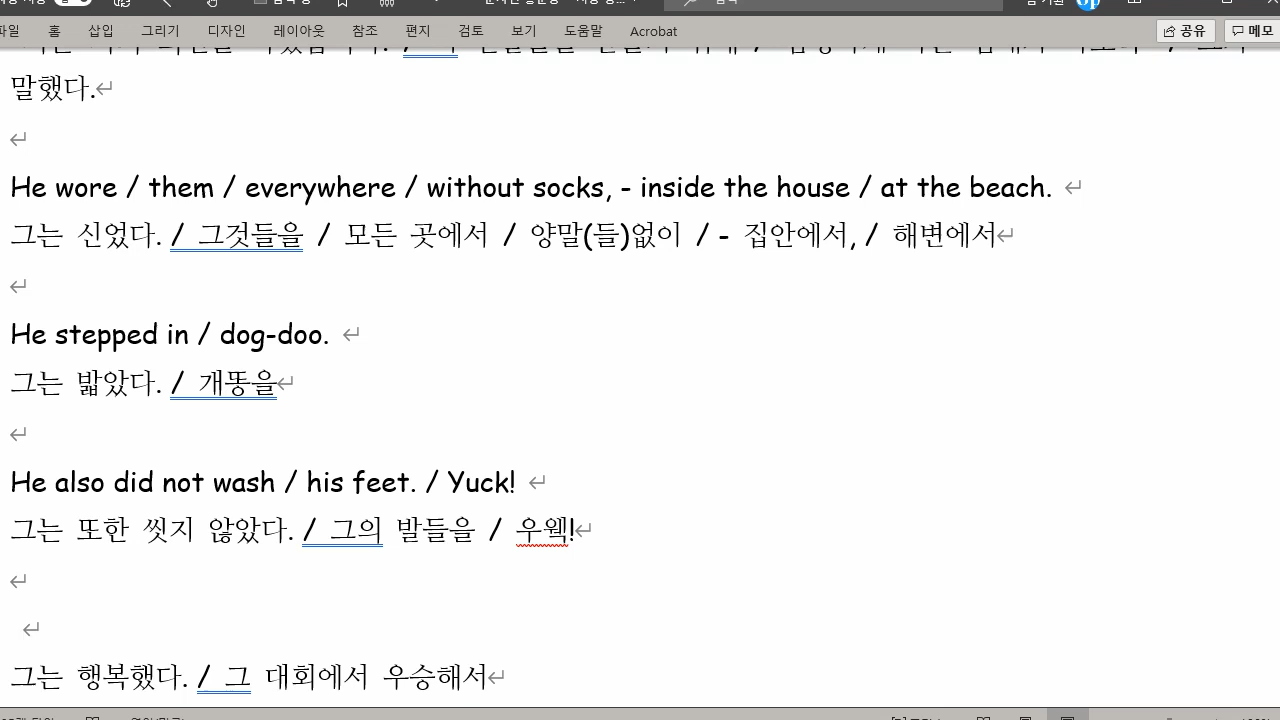 홈 삽입 그리기 디자인 레이아웃 참조 편지 검토 보기 도움말 Acrobat 공유 메모
말했다.
He wore / them / everywhere / without socks, - inside the house / at the beach.
그는 신었다. / 그것들을 / 모든 곳에서 / 양말(들)없이 / - 집안에서, / 해변에서
He stepped in / dog-doo.
그는 밟았다. / 개똥을
He also did not wash / his feet. / Yuck!
그는 또한 씻지 않았다. / 그의 발들을 / 우웩!
그는 행복했다. / 그 대회에서 우승해서